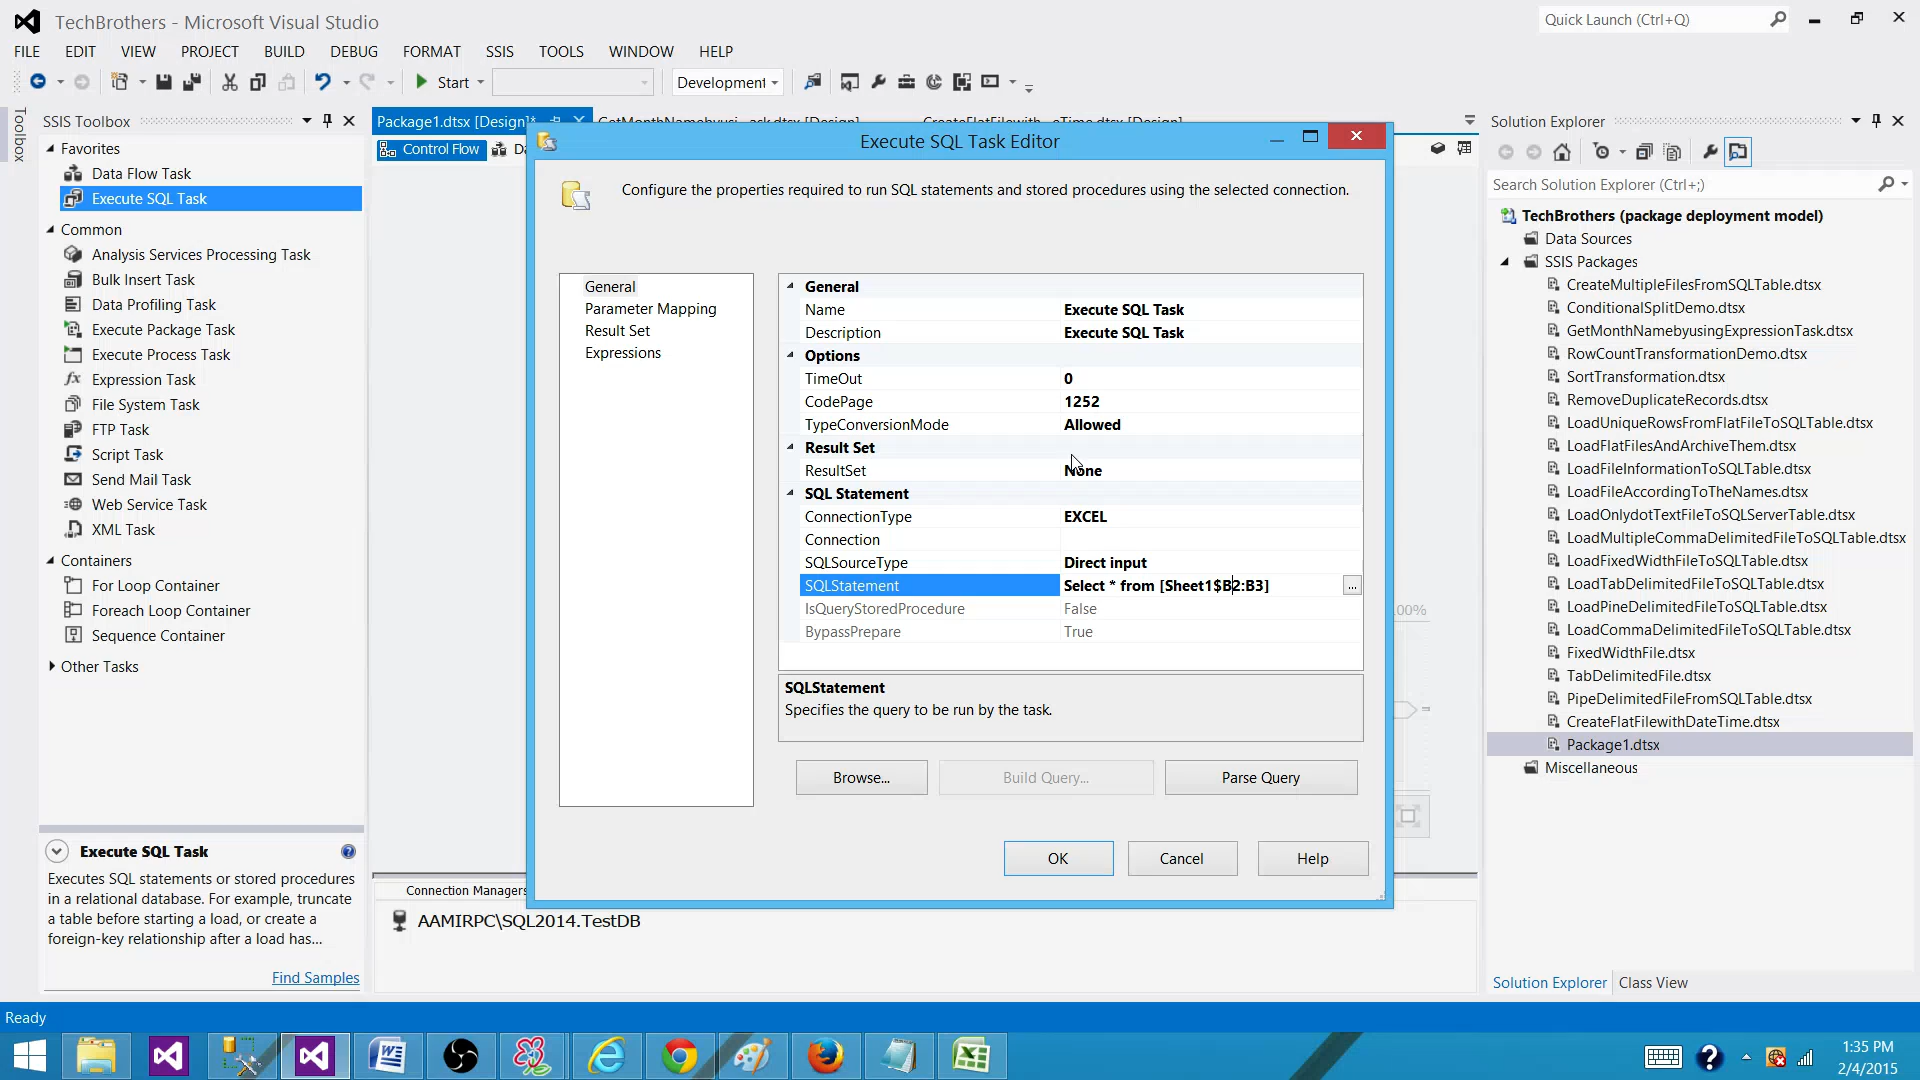 TechBrothers - Microsoft Visual Studio
Quick Launch (Ctrl+Q)
FILE EDIT VIEW PROJECT BUILD DEBUG FORMAT SSIS TOOLS WINDOW HELP
Start
Development
Toolbox
SSIS Toolbox
Favorites
Data Flow Task
Execute SQL Task
Common
Analysis Services Processing Task
Bulk Insert Task
Data Profiling Task
Execute Package Task
Execute Process Task
Expression Task
File System Task
FTP Task
Script Task
Send Mail Task
Web Service Task
XML Task
Containers
For Loop Container
Foreach Loop Container
Sequence Container
Other Tasks
Execute SQL Task
Executes SQL statements or stored procedures
in a relational database. For example, truncate
a table before starting a load, or create a
foreign-key relationship after a load has...
Find Samples
Package1.dtsx [Design]*
Control Flow
Execute SQL Task Editor
Configure the properties required to run SQL statements and stored procedures using the selected connection.
General
Parameter Mapping
Result Set
Expressions
General
Name Execute SQL Task
Description Execute SQL Task
Options
TimeOut 0
CodePage 1252
TypeConversionMode Allowed
Result Set
ResultSet None
SQL Statement
ConnectionType EXCEL
Connection
SQLSourceType Direct input
SQLStatement Select * from [Sheet1$B2:B3] ...
IsQueryStoredProcedure False
BypassPrepare True
SQLStatement
Specifies the query to be run by the task.
Browse... Build Query... Parse Query
OK Cancel Help
100%
Connection Managers
AAMIRPC\SQL2014.TestDB
Solution Explorer
Search Solution Explorer (Ctrl+;)
TechBrothers (package deployment model)
Data Sources
SSIS Packages
CreateMultipleFilesFromSQLTable.dtsx
ConditionalSplitDemo.dtsx
GetMonthNamebyusingExpressionTask.dtsx
RowCountTransformationDemo.dtsx
SortTransformation.dtsx
RemoveDuplicateRecords.dtsx
LoadUniqueRowsFromFlatFileToSQLTable.dtsx
LoadFlatFilesAndArchiveThem.dtsx
LoadFileInformationToSQLTable.dtsx
LoadFileAccordingToTheNames.dtsx
LoadOnlydotTextFileToSQLServerTable.dtsx
LoadMultipleCommaDelimitedFileToSQLTable.dtsx
LoadFixedWidthFileToSQLTable.dtsx
LoadTabDelimitedFileToSQLTable.dtsx
LoadPineDelimitedFileToSQLTable.dtsx
LoadCommaDelimitedFileToSQLTable.dtsx
FixedWidthFile.dtsx
TabDelimitedFile.dtsx
PipeDelimitedFileFromSQLTable.dtsx
CreateFlatFilewithDateTime.dtsx
Package1.dtsx
Miscellaneous
Solution Explorer Class View
Ready
1:35 PM
2/4/2015